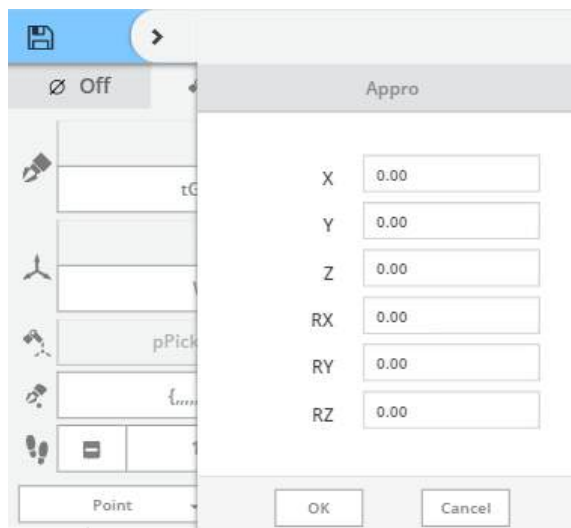 Off
Appro
X 0.00
tG
Y 0.00
Z 0.00
RX 0.00
pPick
RY 0.00
{,,,,,
RZ 0.00
Point
OK
Cancel